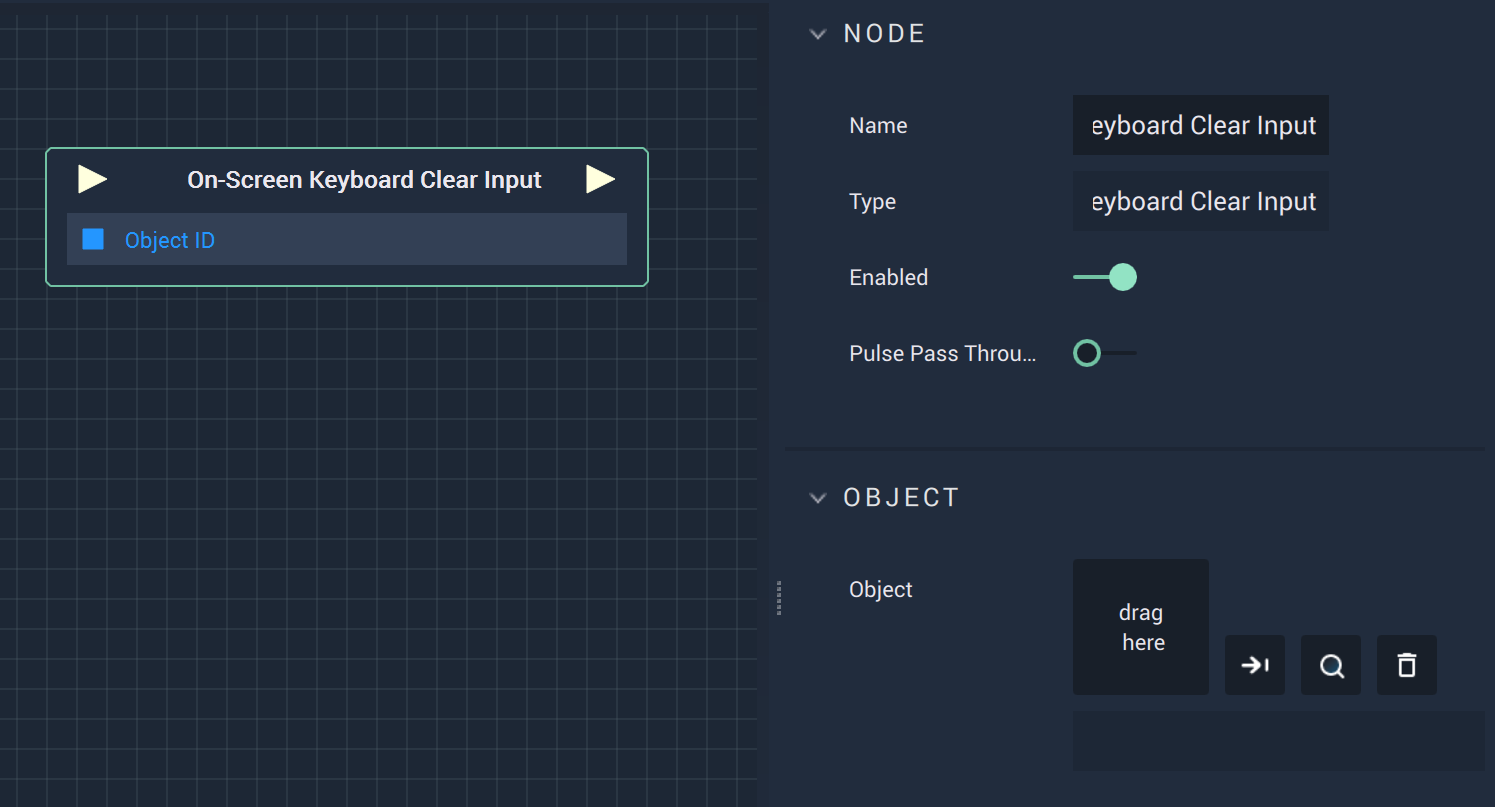 On-Screen Keyboard Clear Input
Object ID
NODE
Name
eyboard Clear Input
Type
eyboard Clear Input
Enabled
Pulse Pass Throu...
OBJECT
Object
drag
here